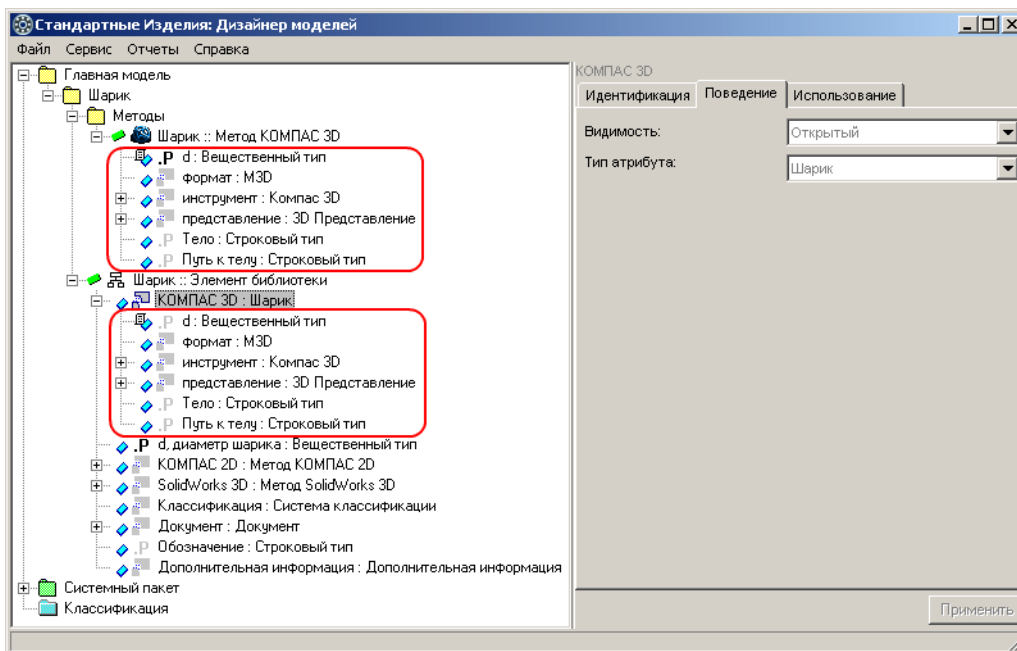 Стандартные Изделия: Дизайнер моделей
Файл Сервис Отчеты Справка
Главная модель
Шарик
Методы
Шарик :: Метод КОМПАС 3D
.P d : Вещественный тип
формат : M3D
инструмент : Компас 3D
представление : 3D Представление
.P Тело : Строковый тип
.P Путь к телу : Строковый тип
Шарик :: Элемент библиотеки
КОМПАС 3D : Шарик
.P d : Вещественный тип
формат : M3D
инструмент : Компас 3D
представление : 3D Представление
.P Тело : Строковый тип
.P Путь к телу : Строковый тип
.P d, диаметр шарика : Вещественный тип
КОМПАС 2D : Метод КОМПАС 2D
SolidWorks 3D : Метод SolidWorks 3D
Классификация : Система классификации
Документ : Документ
.P Обозначение : Строковый тип
Дополнительная информация : Дополнительная информация
Системный пакет
Классификация
КОМПАС 3D
Идентификация Поведение Использование
Видимость: Открытый
Тип атрибута: Шарик
Применить